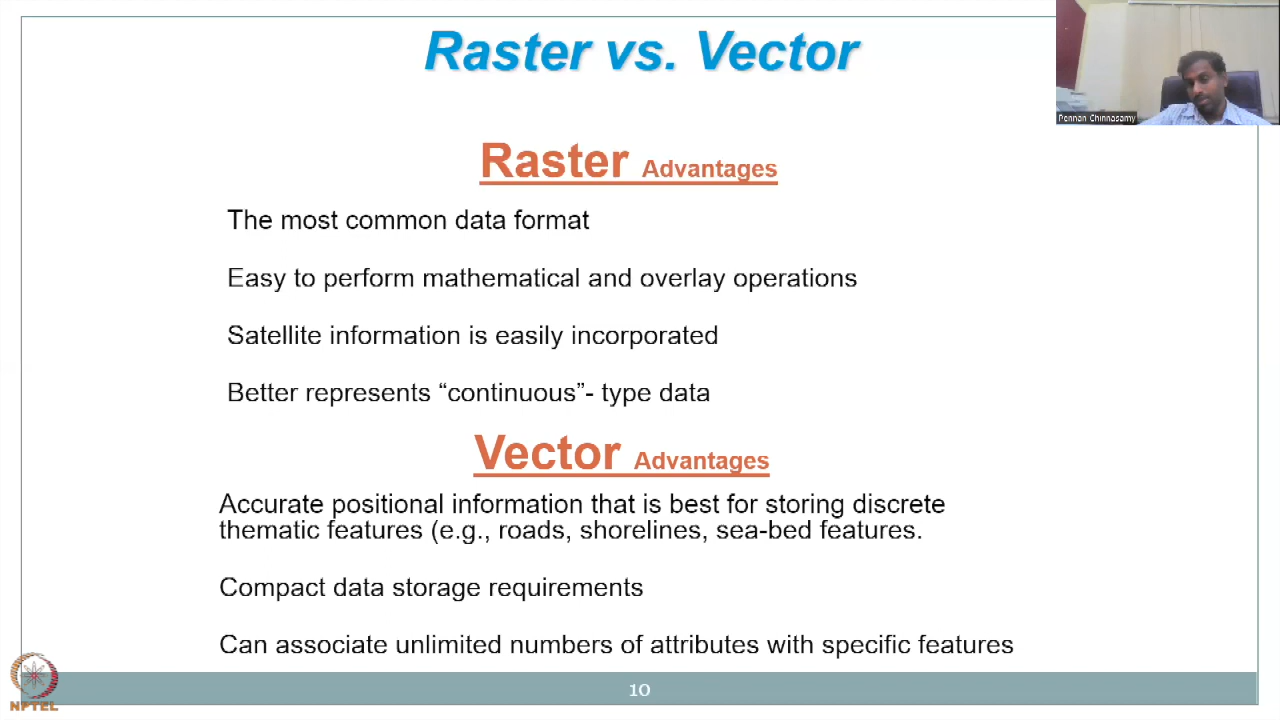 Raster vs. Vector
Pennan Chinnasamy
Raster Advantages
The most common data format
Easy to perform mathematical and overlay operations
Satellite information is easily incorporated
Better represents “continuous”- type data
Vector Advantages
Accurate positional information that is best for storing discrete
thematic features (e.g., roads, shorelines, sea-bed features.
Compact data storage requirements
Can associate unlimited numbers of attributes with specific features
10
NPTEL